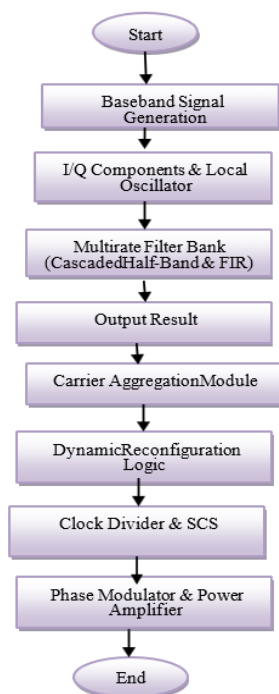 Start
Baseband Signal
Generation
I/Q Components & Local
Oscillator
Multirate Filter Bank
(CascadedHalf-Band & FIR)
Output Result
Carrier AggregationModule
DynamicReconfiguration
Logic
Clock Divider & SCS
Phase Modulator & Power
Amplifier
End